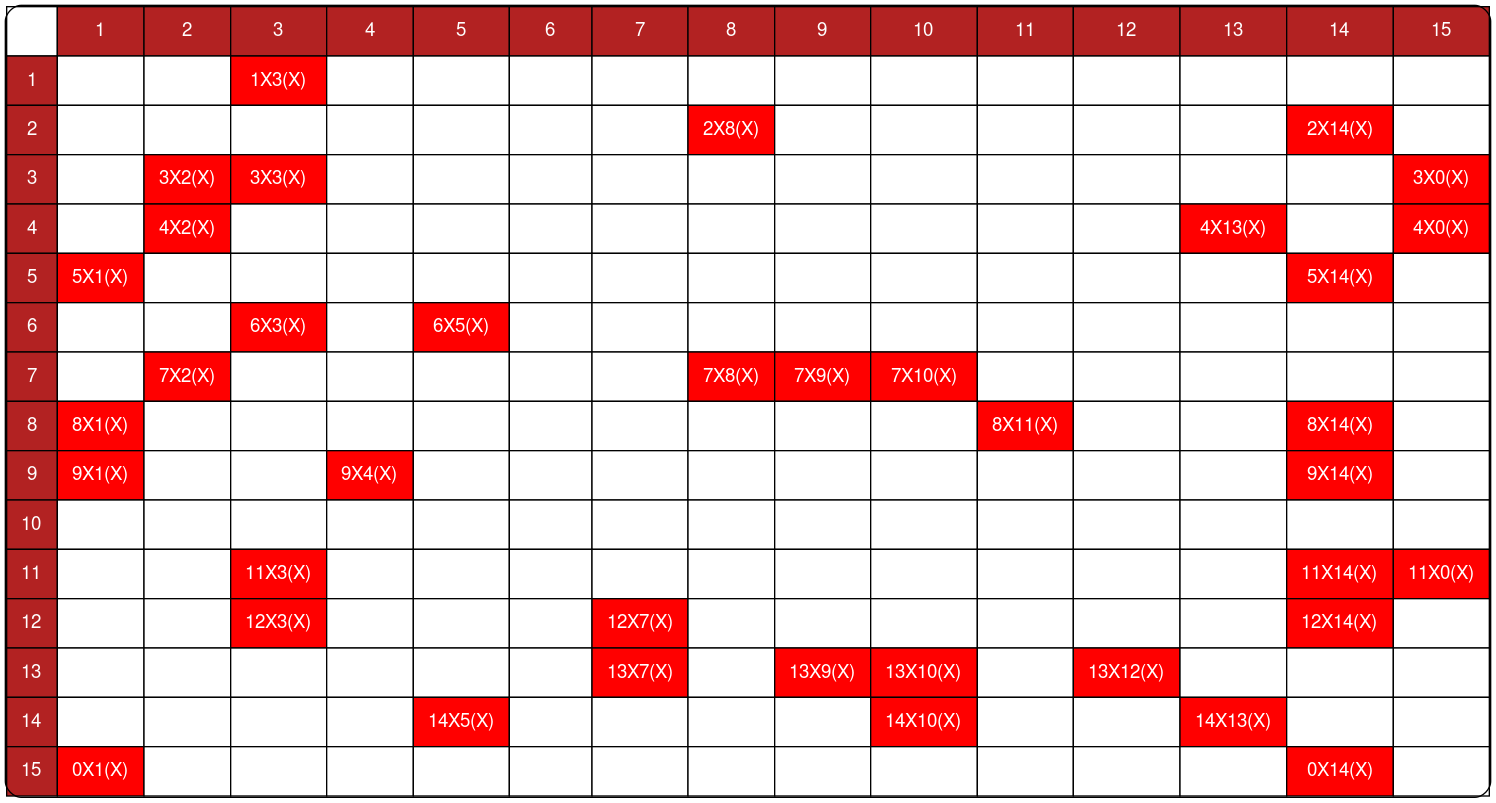 1 2 3 4 5 6 7 8 9 10 11 12 13 14 15
1 1X3(X)
2 2X8(X) 2X14(X)
3 3X2(X) 3X3(X) 3X0(X)
4 4X2(X) 4X13(X) 4X0(X)
5 5X1(X) 5X14(X)
6 6X3(X) 6X5(X)
7 7X2(X) 7X8(X) 7X9(X) 7X10(X)
8 8X1(X) 8X11(X) 8X14(X)
9 9X1(X) 9X4(X) 9X14(X)
10
11 11X3(X) 11X14(X) 11X0(X)
12 12X3(X) 12X7(X) 12X14(X)
13 13X7(X) 13X9(X) 13X10(X) 13X12(X)
14 14X5(X) 14X10(X) 14X13(X)
15 0X1(X) 0X14(X)